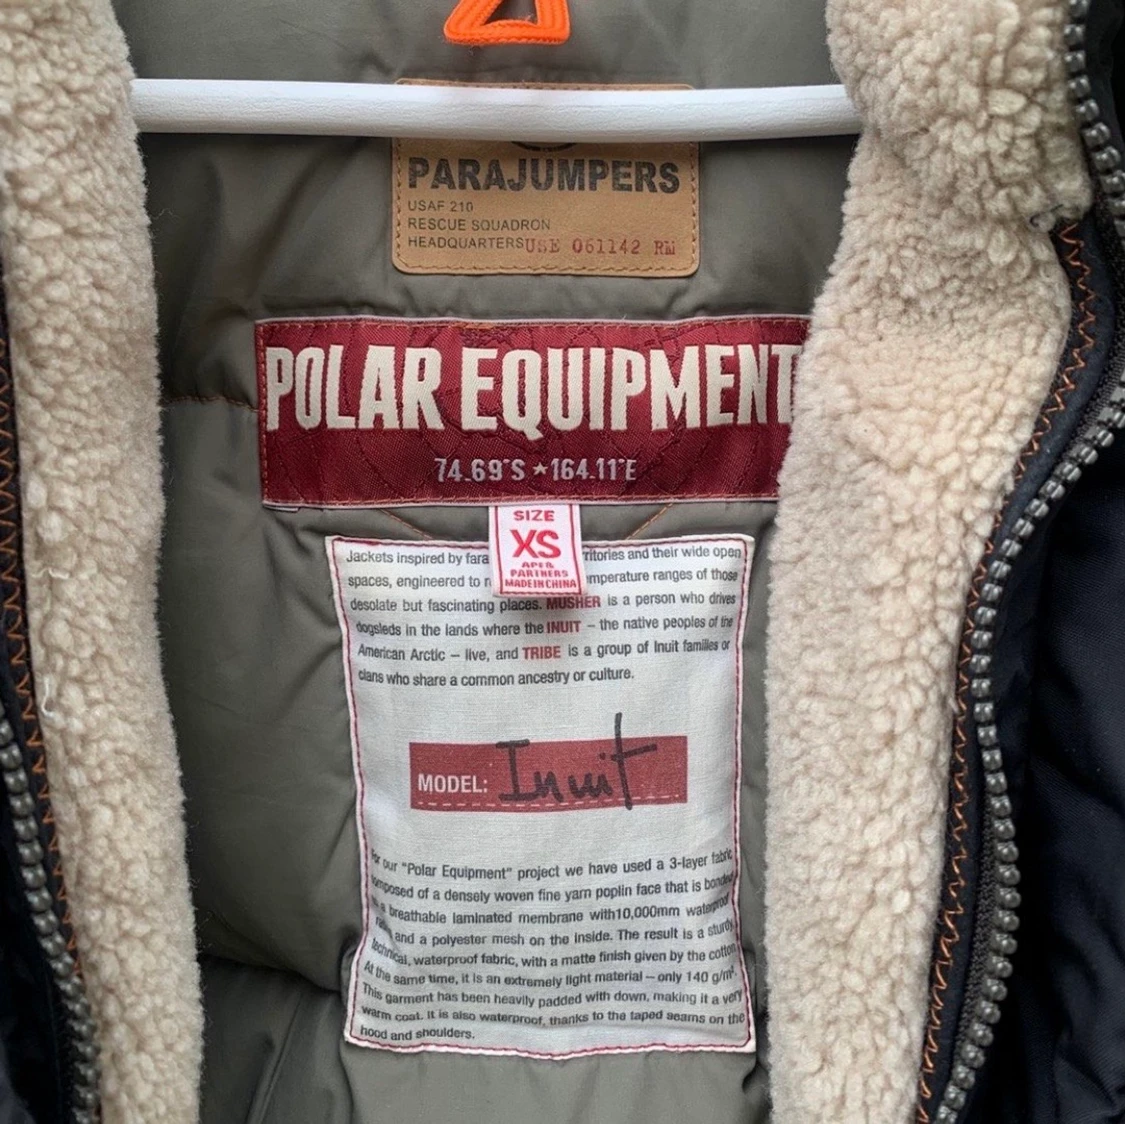 PARAJUMPERS
USAF 210
RESCUE SQUADRON
HEADQUARTERS USE 061142 RM
POLAR EQUIPMENT
74.69°S ★ 164.11°E
SIZE
XS
APE &
PARTNERS
MADE IN CHINA
Jackets inspired by and their wide open
spaces, engineered to ranges of those
desolate but fascinating places. MUSHER is a person who drives
dogsleds in the lands where the INUIT – the native peoples of the
American Arctic – live, and TRIBE is a group of Inuit families or
clans who share a common ancestry or culture.
MODEL: Inuit
For our "Polar Equipment" project we have used a 3-layer fabric
composed of a densely woven fine yarn poplin face that is bonded
a breathable laminated membrane with10,000mm waterproof
and a polyester mesh on the inside. The result is a sturdy,
technical, waterproof fabric, with a matte finish given by the cotton.
At the same time, it is an extremely light material – only 140 g/m².
This garment has been heavily padded with down, making it a very
warm coat. It is also waterproof, thanks to the taped seams on the
hood and shoulders.